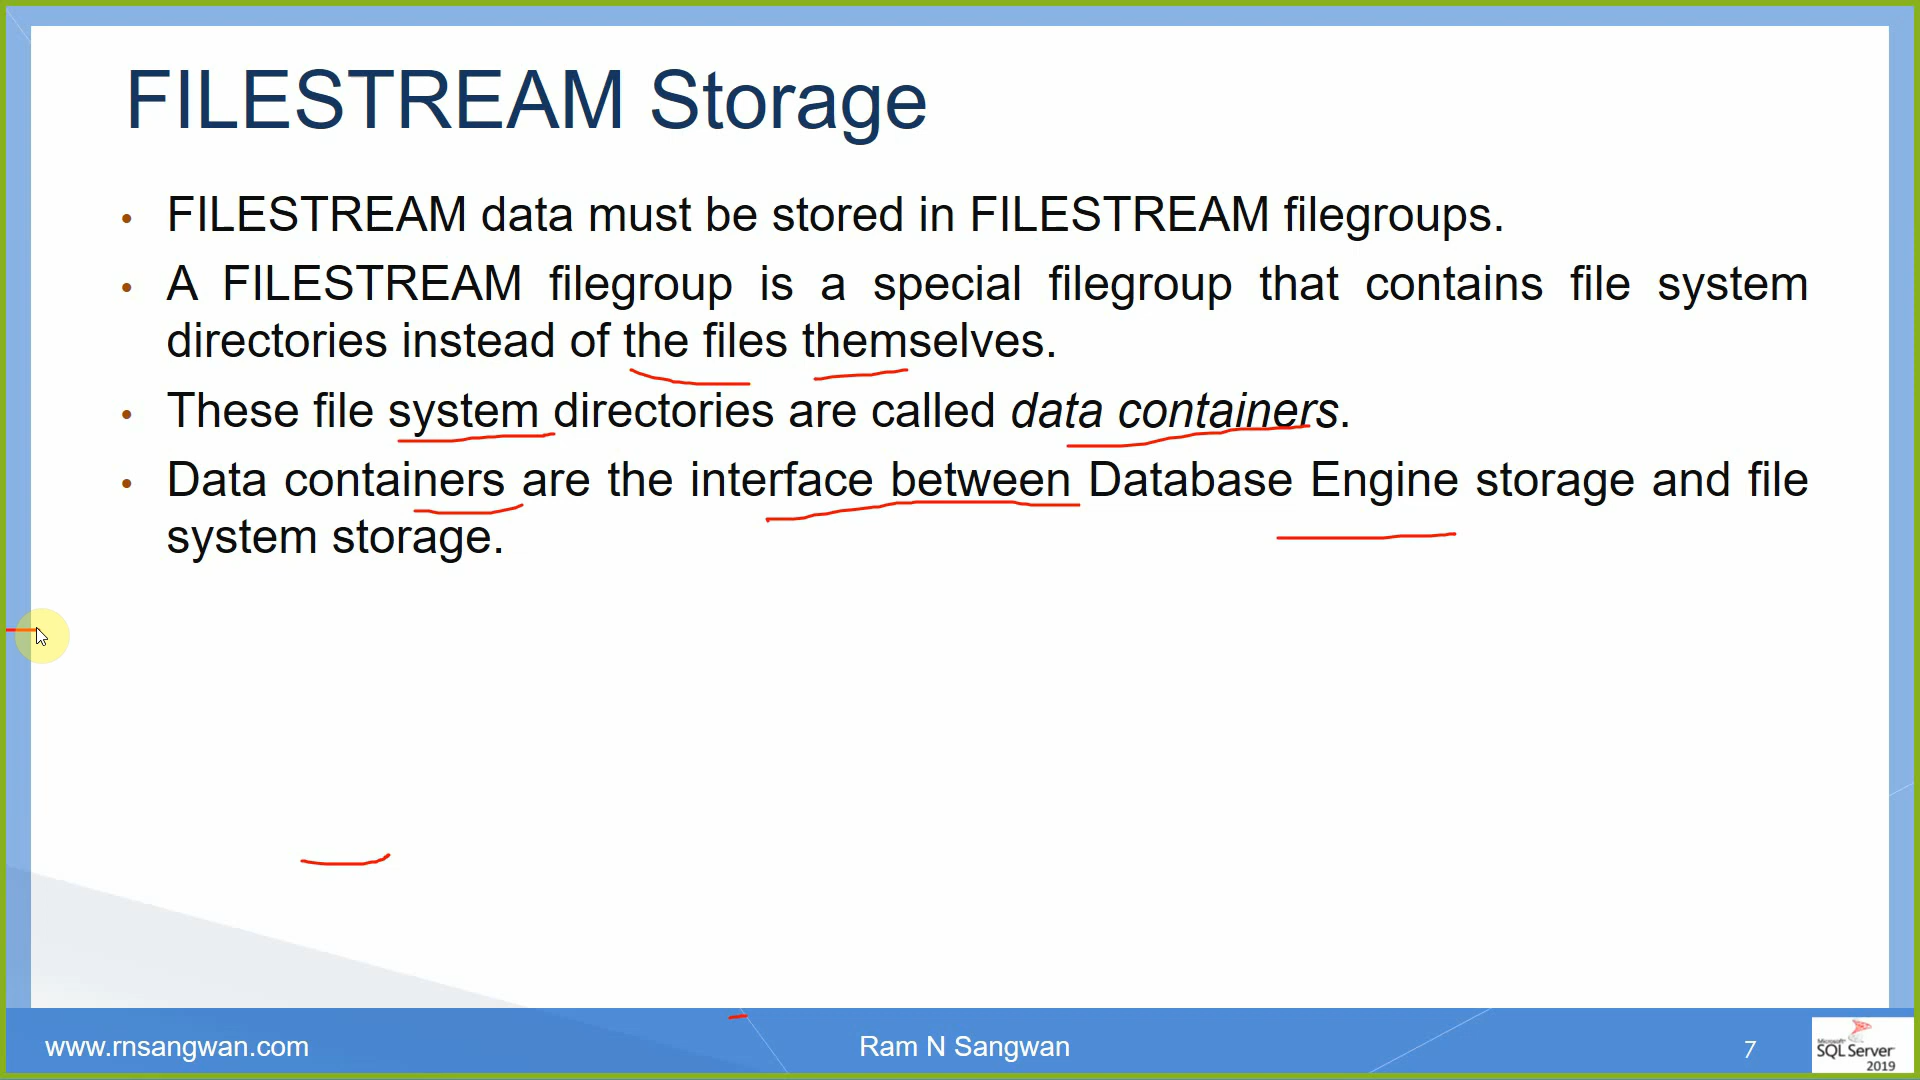 FILESTREAM Storage
• FILESTREAM data must be stored in FILESTREAM filegroups.
• A FILESTREAM filegroup is a special filegroup that contains file system
directories instead of the files themselves.
• These file system directories are called data containers.
• Data containers are the interface between Database Engine storage and file
system storage.
www.rnsangwan.com
Ram N Sangwan
7
Microsoft
SQL Server
2019